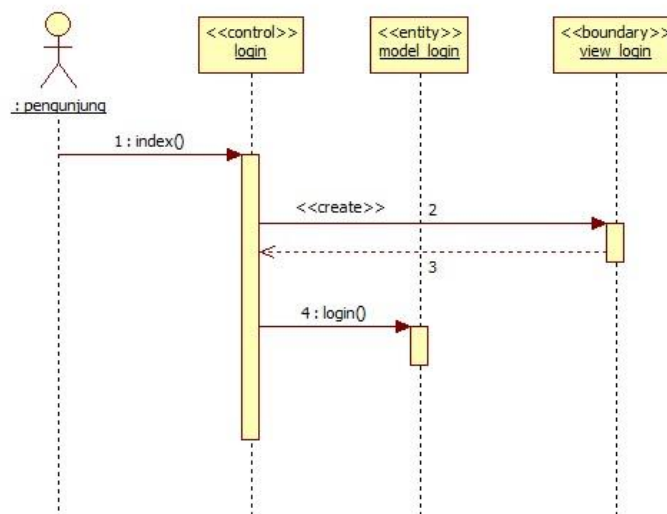 <<control>>
login
<<entity>>
model_login
<<boundary>>
view_login
: pengunjung
1 : index()
<<create>>
2
3
4 : login()